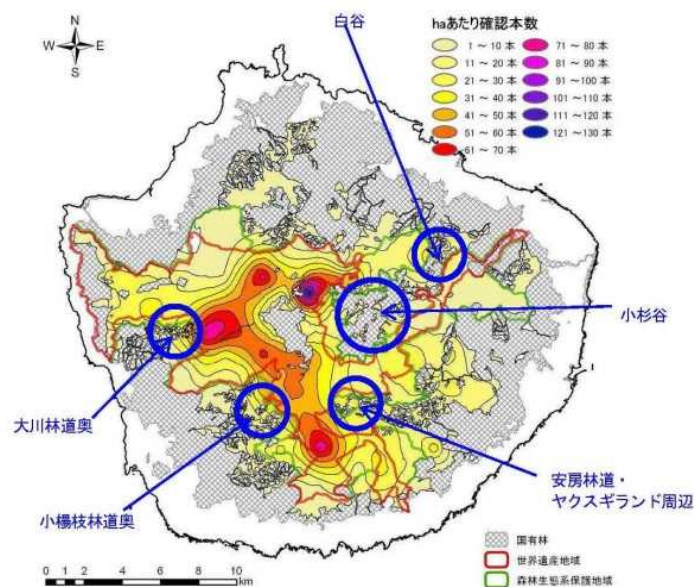 N
W E
S
白谷
haあたり確認本数
1 ～ 10 本
11 ～ 20 本
21 ～ 30 本
31 ～ 40 本
41 ～ 50 本
51 ～ 60 本
61 ～ 70 本
71 ～ 80 本
81 ～ 90 本
91 ～100 本
101 ～110 本
111 ～120 本
121 ～130 本
小杉谷
大川林道奥
小楊枝林道奥
安房林道・
ヤクスギランド周辺
0 2 4 6 8 10
km
国有林
世界遺産地域
森林生態系保護地域